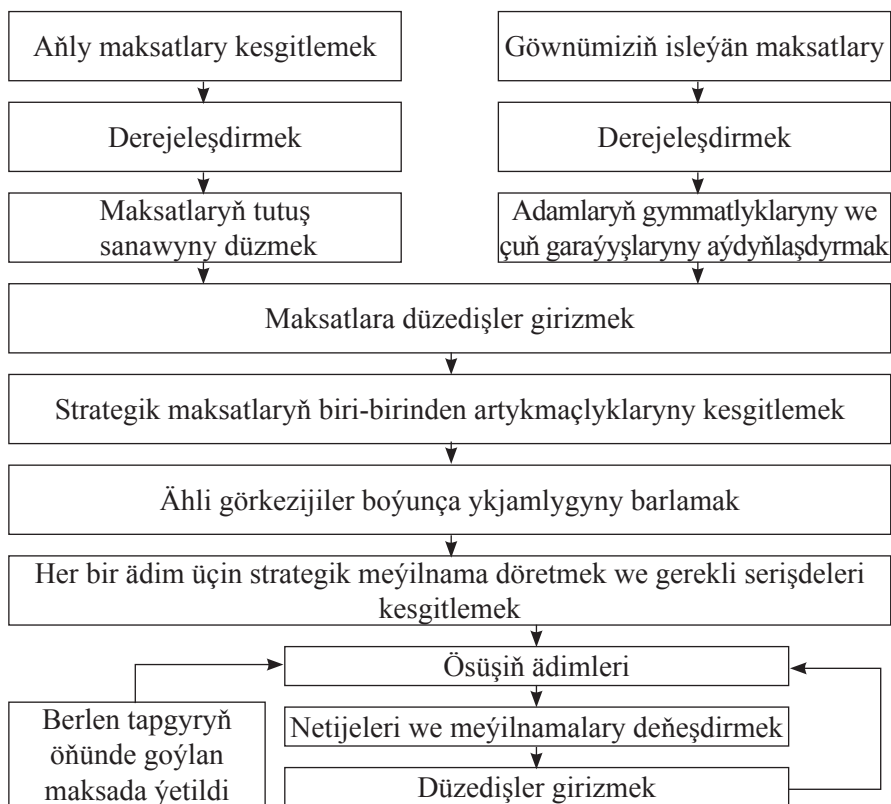 Aňly maksatlary kesgitlemek
Göwnümiziň isleýän maksatlary
Derejeleşdirmek
Derejeleşdirmek
Maksatlaryň tutuş
sanawyny düzmek
Adamlaryň gymmatlyklaryny we
çuň garaýyşlaryny aýdyňlaşdyrmak
Maksatlara düzedişler girizmek
Strategik maksatlaryň biri-birinden artykmaçlyklaryny kesgitlemek
Ähli görkezijiler boýunça ykjamlygyny barlamak
Her bir ädim üçin strategik meýilnama döretmek we gerekli serişdeleri
kesgitlemek
Ösüşiň ädimleri
Berlen tapgyryň
öňünde goýlan
maksada ýetildi
Netijeleri we meýilnamalary deňeşdirmek
Düzedişler girizmek